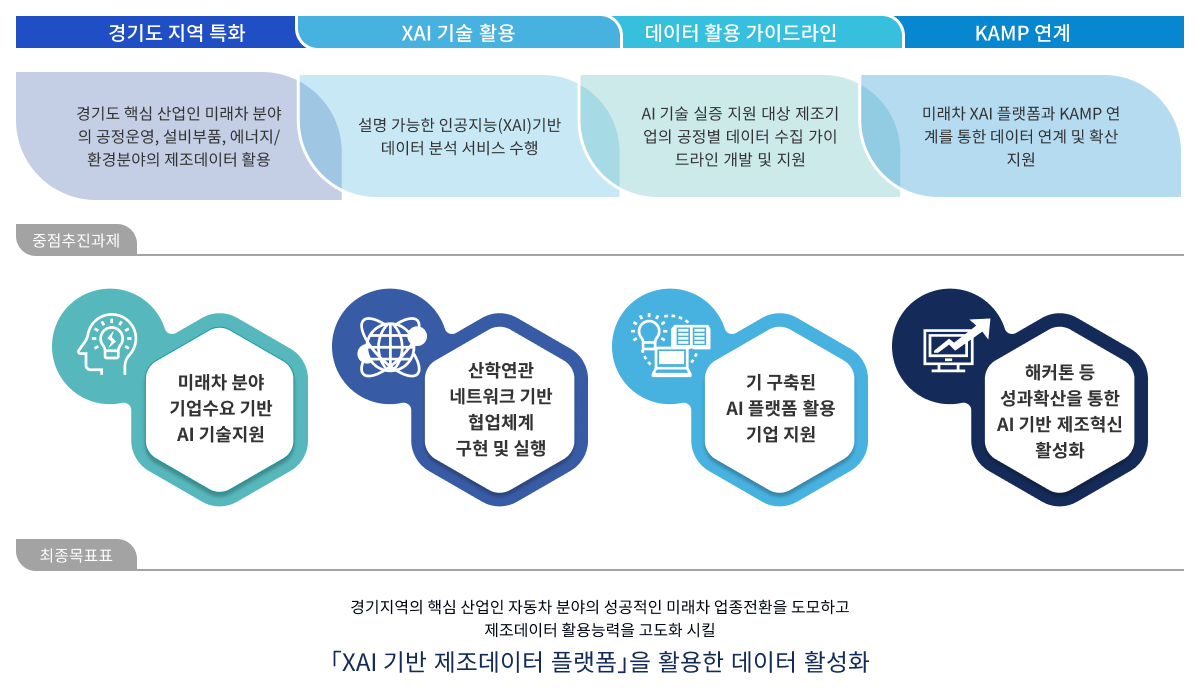 경기도 지역 특화
XAI 기술 활용
데이터 활용 가이드라인
KAMP 연계
경기도 핵심 산업인 미래차 분야
의 공정운영, 설비부품, 에너지/
환경분야의 제조데이터 활용
설명 가능한 인공지능(XAI)기반
데이터 분석 서비스 수행
AI 기술 실증 지원 대상 제조기
업의 공정별 데이터 수집 가이
드라인 개발 및 지원
미래차 XAI 플랫폼과 KAMP 연
계를 통한 데이터 연계 및 확산
지원
중점추진과제
미래차 분야
기업수요 기반
AI 기술지원
산학연관
네트워크 기반
협업체계
구현 및 실행
기 구축된
AI 플랫폼 활용
기업 지원
해커톤 등
성과확산을 통한
AI 기반 제조혁신
활성화
최종목표표
경기지역의 핵심 산업인 자동차 분야의 성공적인 미래차 업종전환을 도모하고
제조데이터 활용능력을 고도화 시킬
「XAI 기반 제조데이터 플랫폼」을 활용한 데이터 활성화